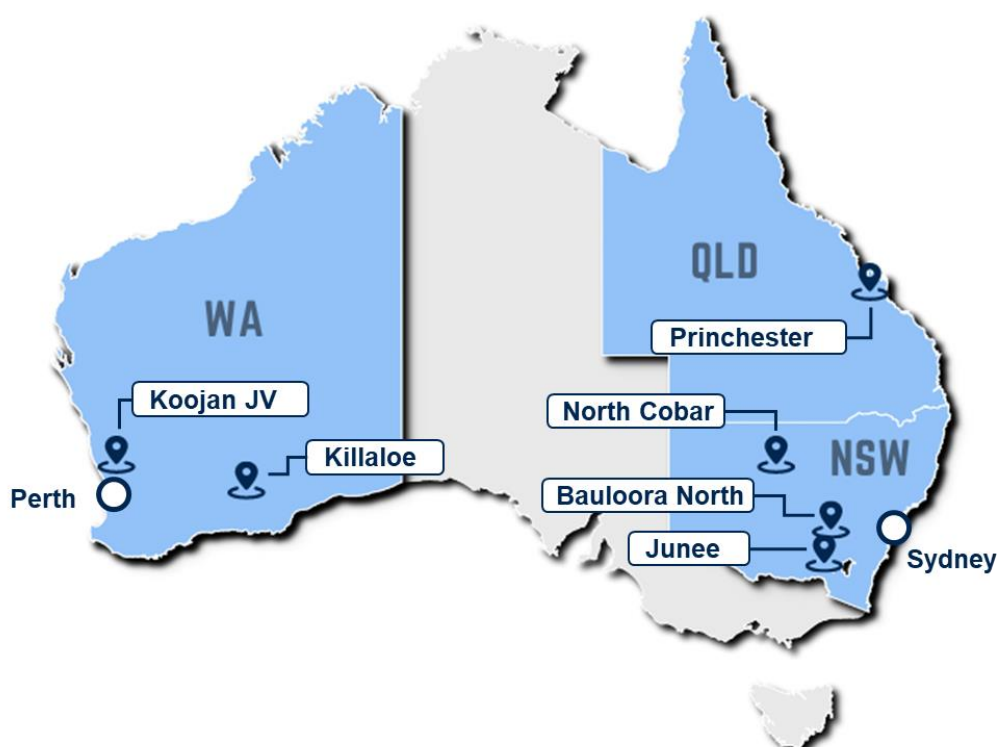 QLD
WA
Princhester
Koojan JV
North Cobar
Killaloe
NSW
Perth
Bauloora North
Junee
Sydney